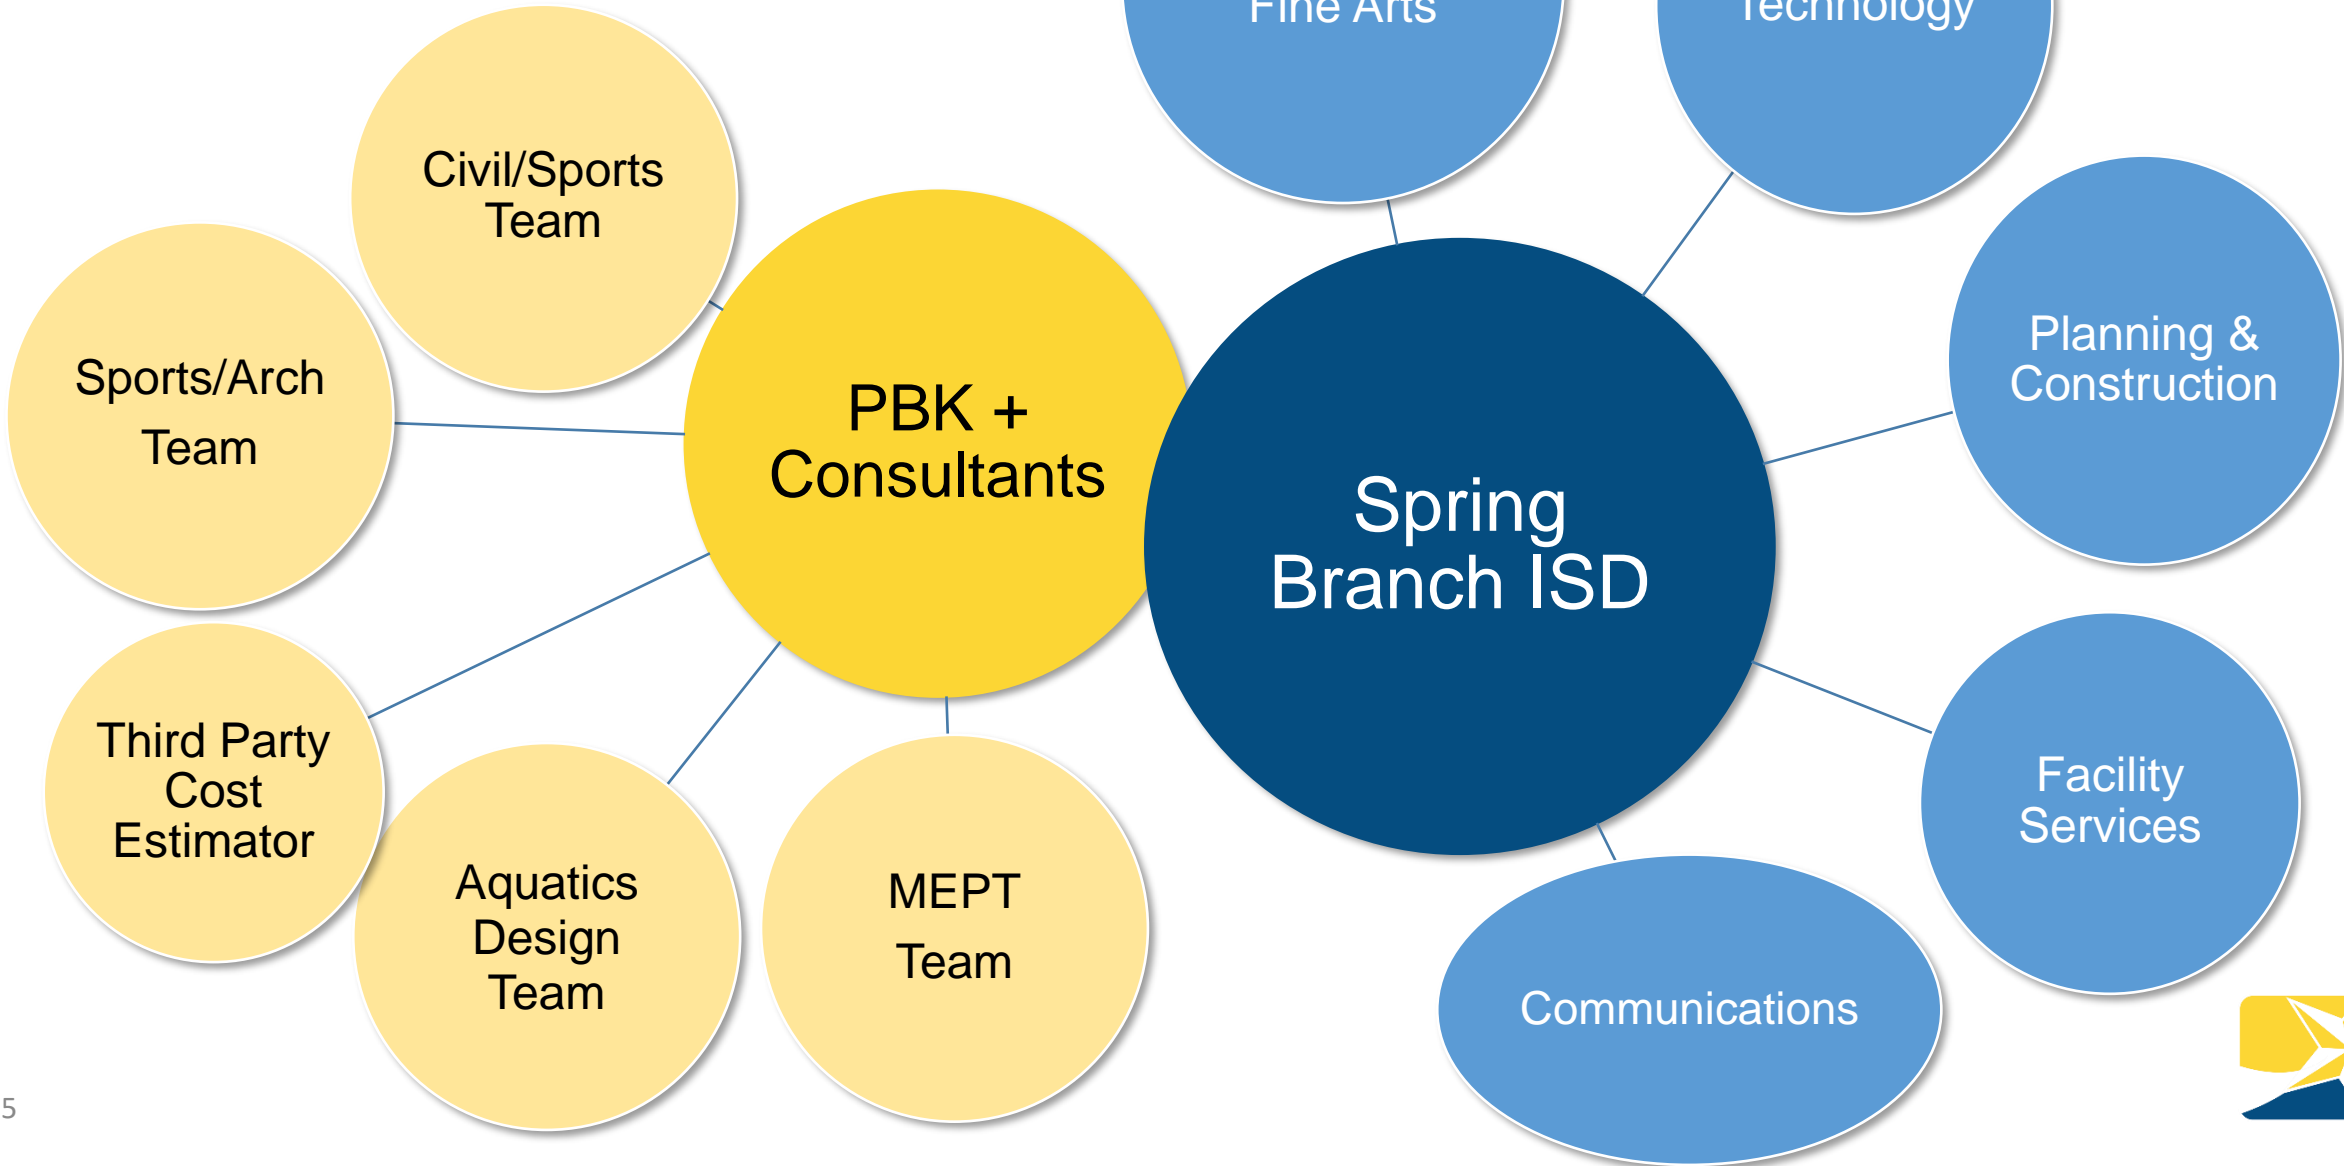 Fine Arts
Technology
Civil/Sports
Team
Sports/Arch
Team
PBK +
Consultants
Spring
Branch ISD
Planning &
Construction
Third Party
Cost
Estimator
Aquatics
Design
Team
MEPT
Team
Facility
Services
Communications
5